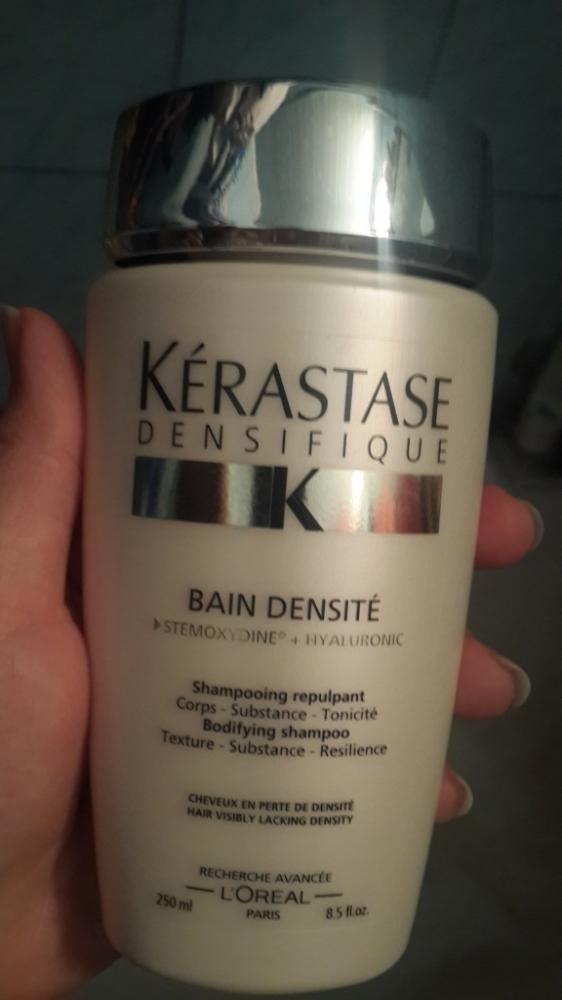 KÉRASTASE
DENSIFIQUE
K
BAIN DENSITÉ
STEMOXYDINE® + HYALURONIC
Shampooing repulpant
Corps - Substance - Tonicité
Bodifying shampoo
Texture - Substance - Resilience
CHEVEUX EN PERTE DE DENSITÉ
HAIR VISIBLY LACKING DENSITY
RECHERCHE AVANCÉE
L'ORÉAL
PARIS
250 ml
8.5 fl.oz.